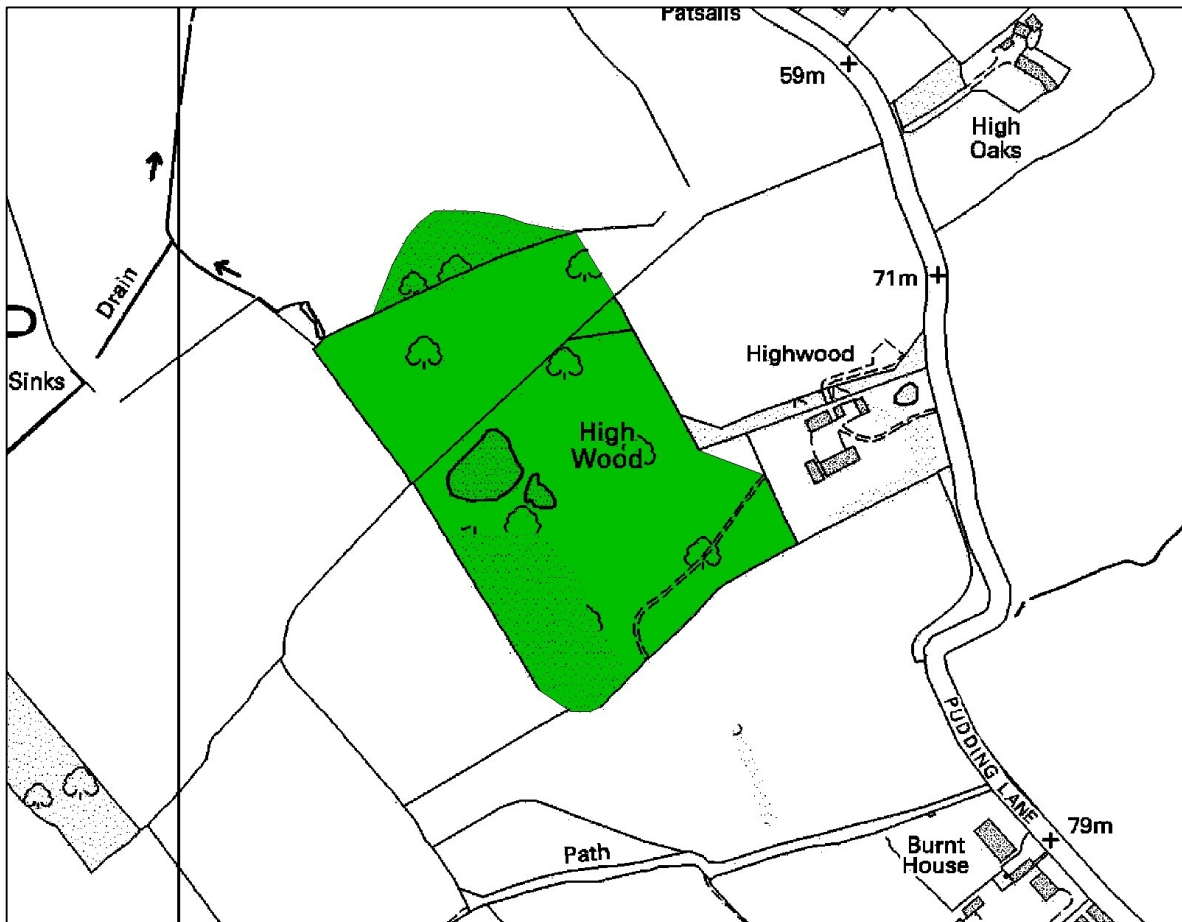 Patsalls
59m
High
Oaks
71m
Drain
Sinks
Highwood
High
Wood
PUDDING LANE
79m
Path
Burnt
House